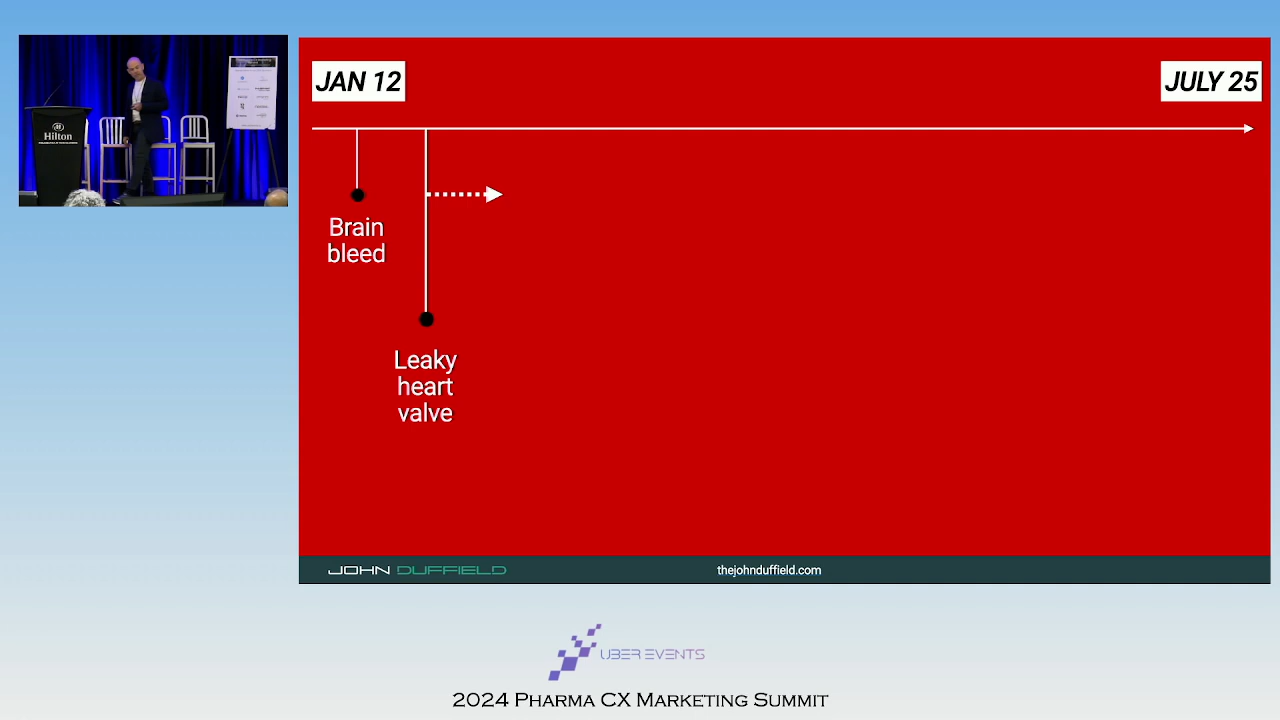 Hilton
JAN 12
JULY 25
Brain
bleed
Leaky
heart
valve
JOHN DUFFIELD
thejohnduffield.com
UBER EVENTS
2024 PHARMA CX MARKETING SUMMIT